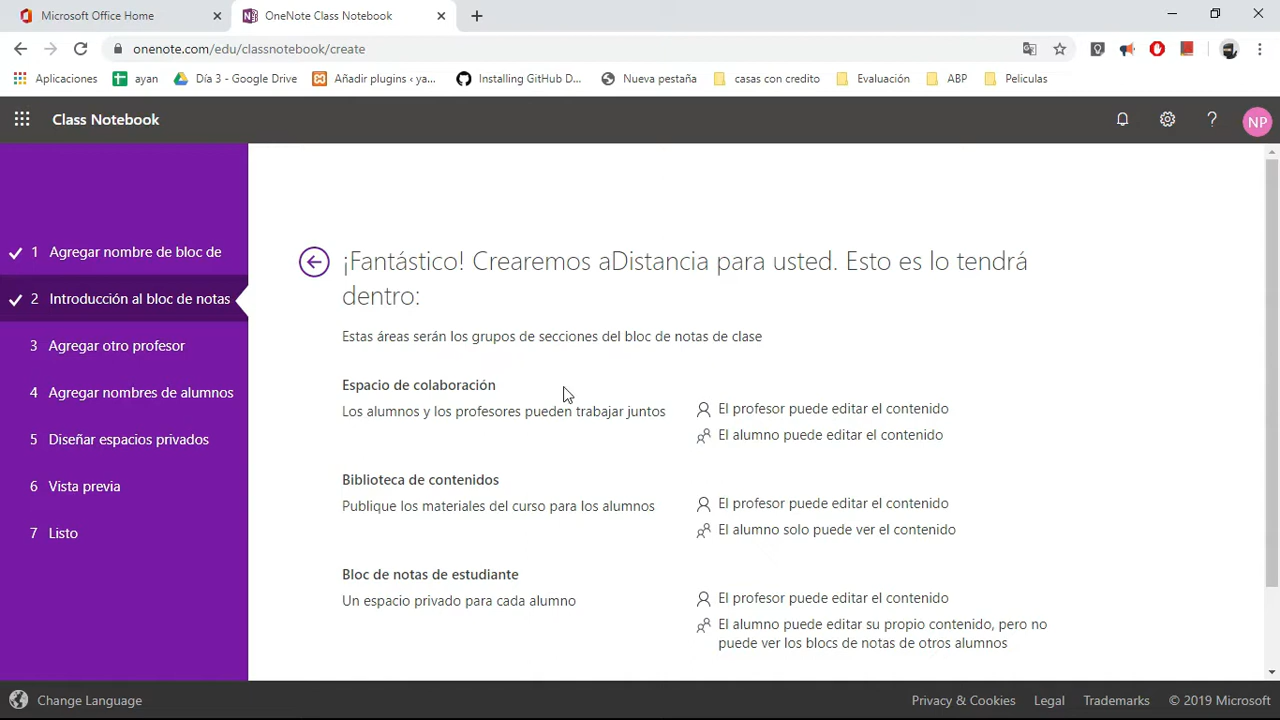 Microsoft Office Home
OneNote Class Notebook
onenote.com/edu/classnotebook/create
Aplicaciones
ayan
Día 3 - Google Drive
Añadir plugins ‹ ya...
Installing GitHub D...
Nueva pestaña
casas con credito
Evaluación
ABP
Peliculas
Class Notebook
NP
1 Agregar nombre de bloc de
2 Introducción al bloc de notas
3 Agregar otro profesor
4 Agregar nombres de alumnos
5 Diseñar espacios privados
6 Vista previa
7 Listo
¡Fantástico! Crearemos aDistancia para usted. Esto es lo tendrá
dentro:
Estas áreas serán los grupos de secciones del bloc de notas de clase
Espacio de colaboración
Los alumnos y los profesores pueden trabajar juntos
El profesor puede editar el contenido
El alumno puede editar el contenido
Biblioteca de contenidos
Publique los materiales del curso para los alumnos
El profesor puede editar el contenido
El alumno solo puede ver el contenido
Bloc de notas de estudiante
Un espacio privado para cada alumno
El profesor puede editar el contenido
El alumno puede editar su propio contenido, pero no
puede ver los blocs de notas de otros alumnos
Change Language
Privacy & Cookies
Legal
Trademarks
© 2019 Microsoft